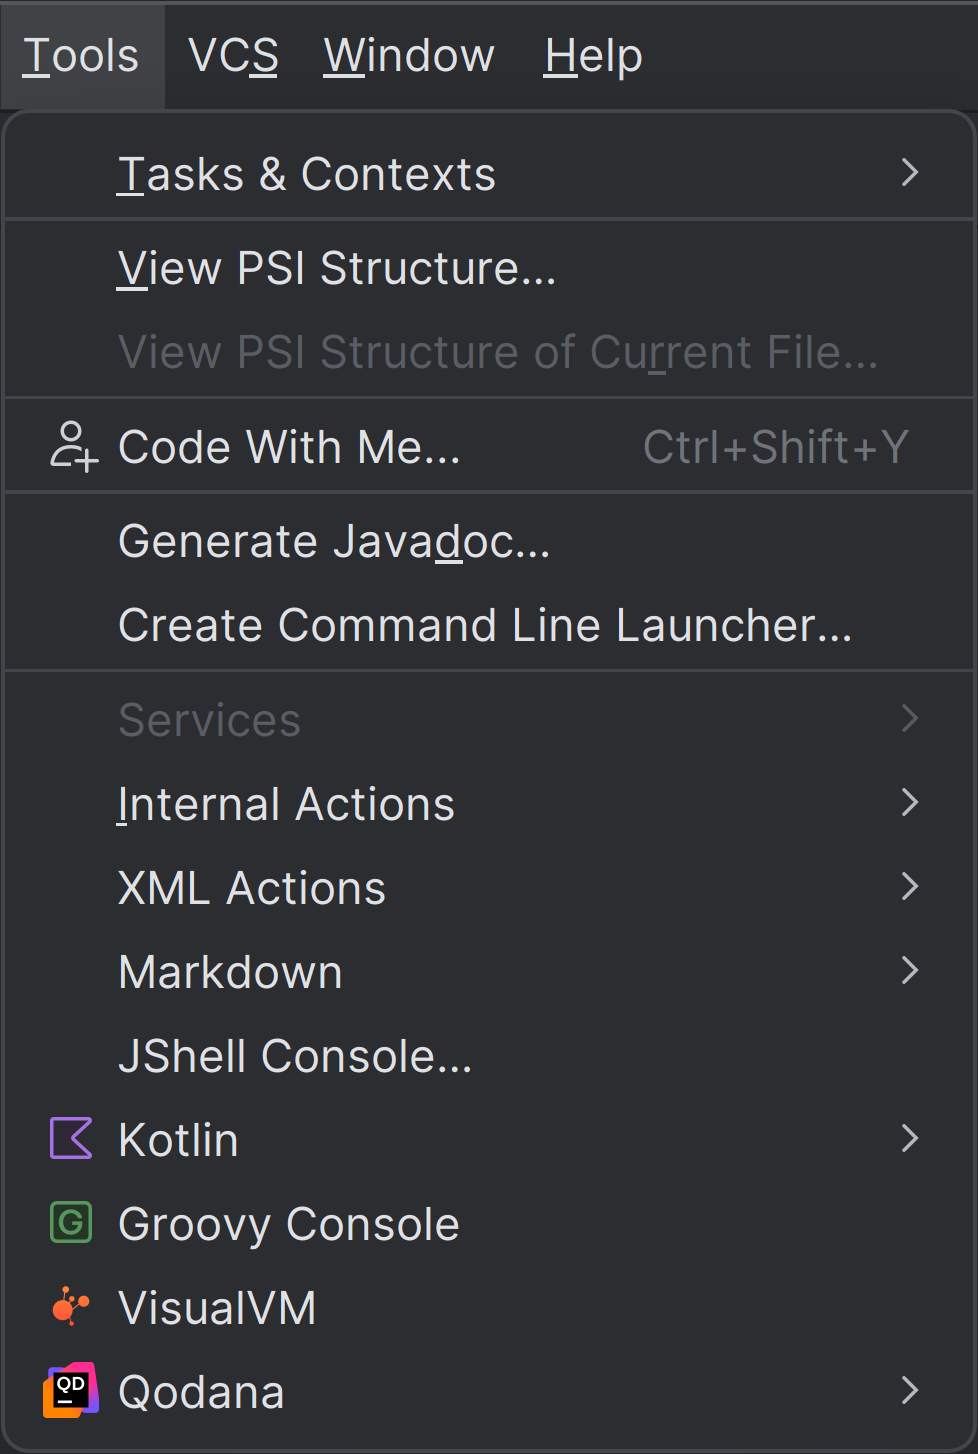 Tools VCS Window Help
Tasks & Contexts
View PSI Structure...
View PSI Structure of Current File...
Code With Me... Ctrl+Shift+Y
Generate Javadoc...
Create Command Line Launcher...
Services
Internal Actions
XML Actions
Markdown
JShell Console...
Kotlin
G Groovy Console
VisualVM
QD Qodana